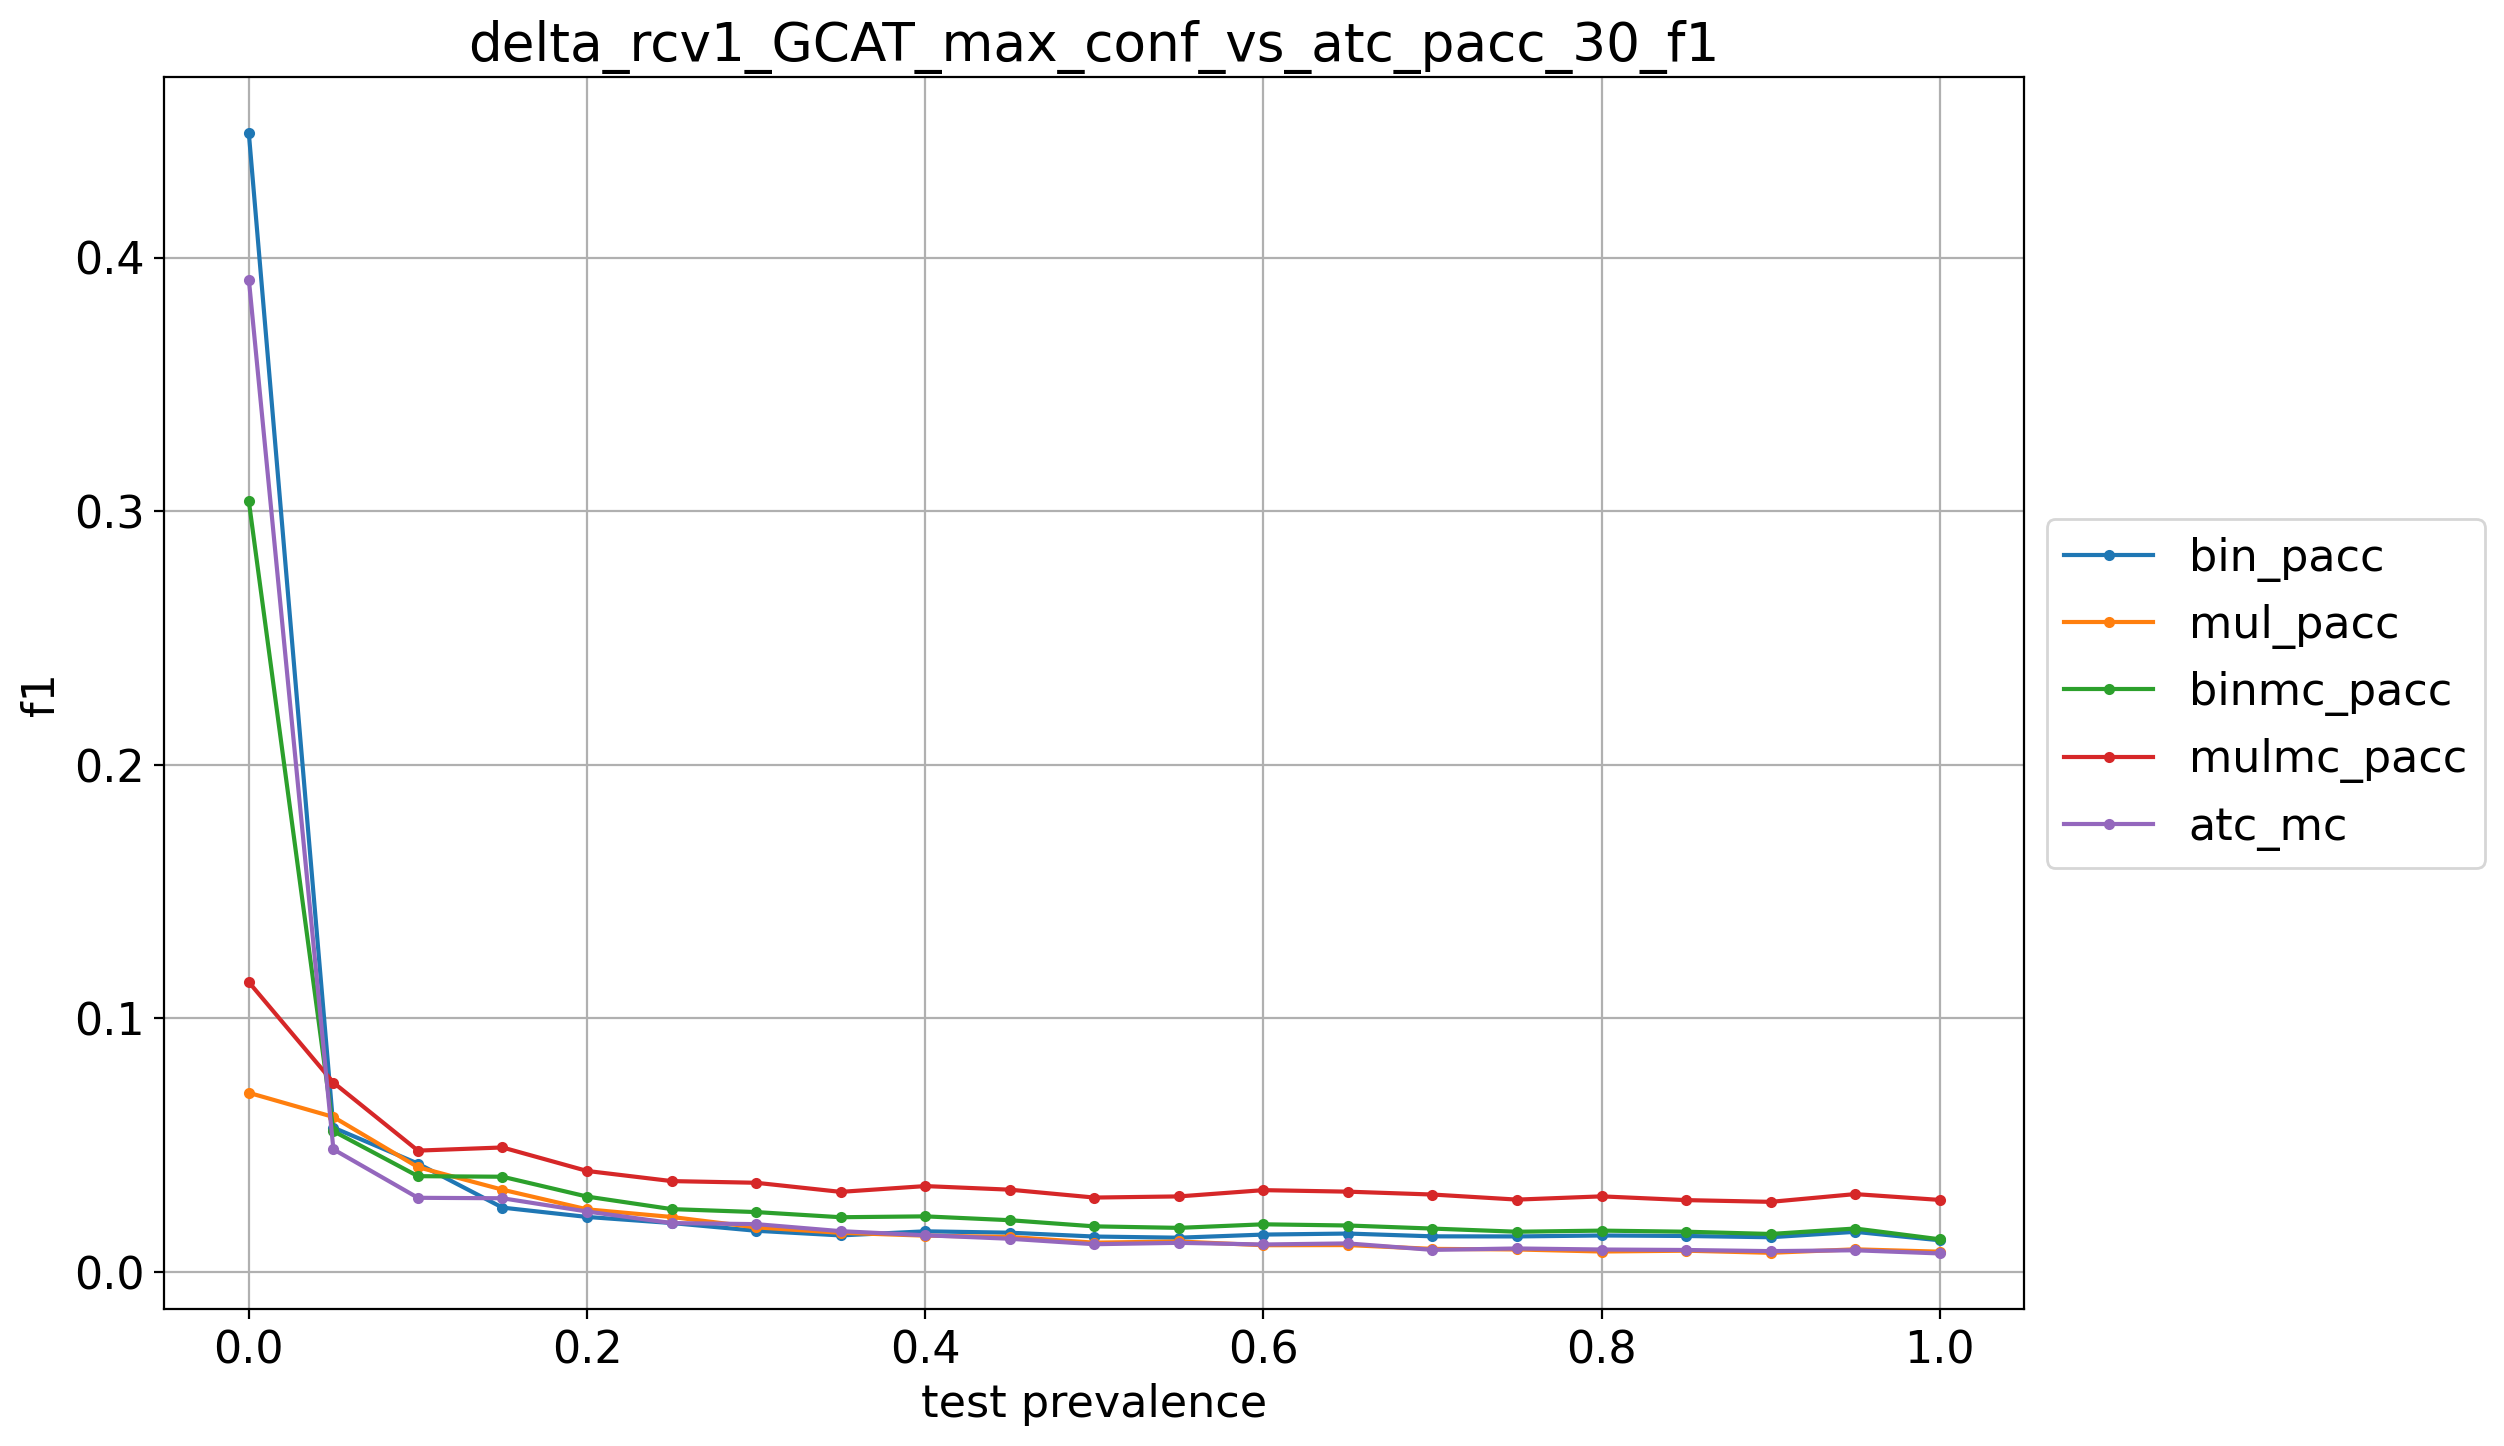 delta_rcv1_GCAT_max_conf_vs_atc_pacc_30_f1
f1
0.4
0.3
0.2
0.1
0.0
0.0 0.2 0.4 0.6 0.8 1.0
test prevalence
bin_pacc
mul_pacc
binmc_pacc
mulmc_pacc
atc_mc